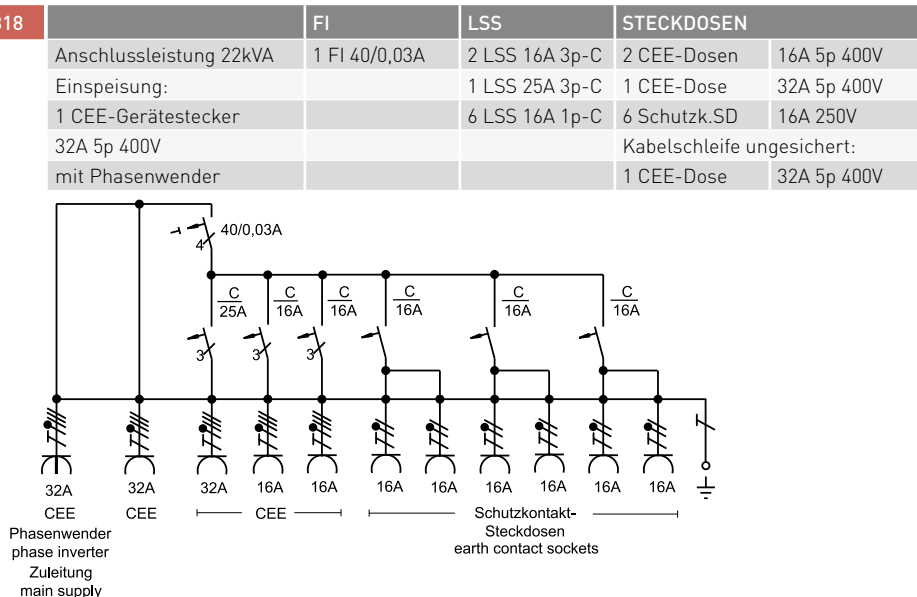 318 FI LSS STECKDOSEN
Anschlussleistung 22kVA 1 FI 40/0,03A 2 LSS 16A 3p-C 2 CEE-Dosen 16A 5p 400V
Einspeisung: 1 LSS 25A 3p-C 1 CEE-Dose 32A 5p 400V
1 CEE-Gerätestecker 6 LSS 16A 1p-C 6 Schutzk.SD 16A 250V
32A 5p 400V Kabelschleife ungesichert:
mit Phasenwender 1 CEE-Dose 32A 5p 400V
4 40/0,03A
C C C C C C
25A 16A 16A 16A 16A 16A
3 3 3
32A 32A 32A 16A 16A 16A 16A 16A 16A 16A 16A
CEE CEE CEE Schutzkontakt-
Phasenwender Steckdosen
phase inverter earth contact sockets
Zuleitung
main supply